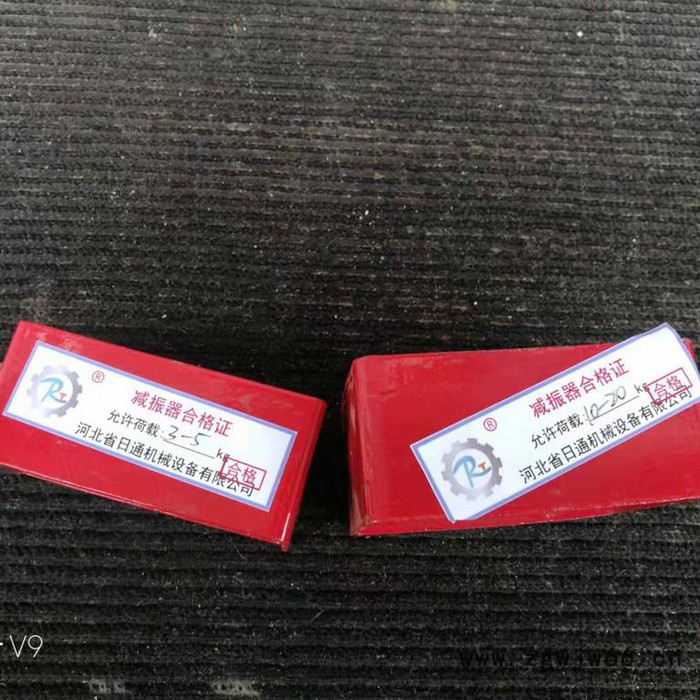 RT
®
减振器合格证
允许荷载:3-5 kg
河北省日通机械设备有限公司
合格
RT
®
减振器合格证
允许荷载:10-20 kg
河北省日通机械设备有限公司
合格
V9